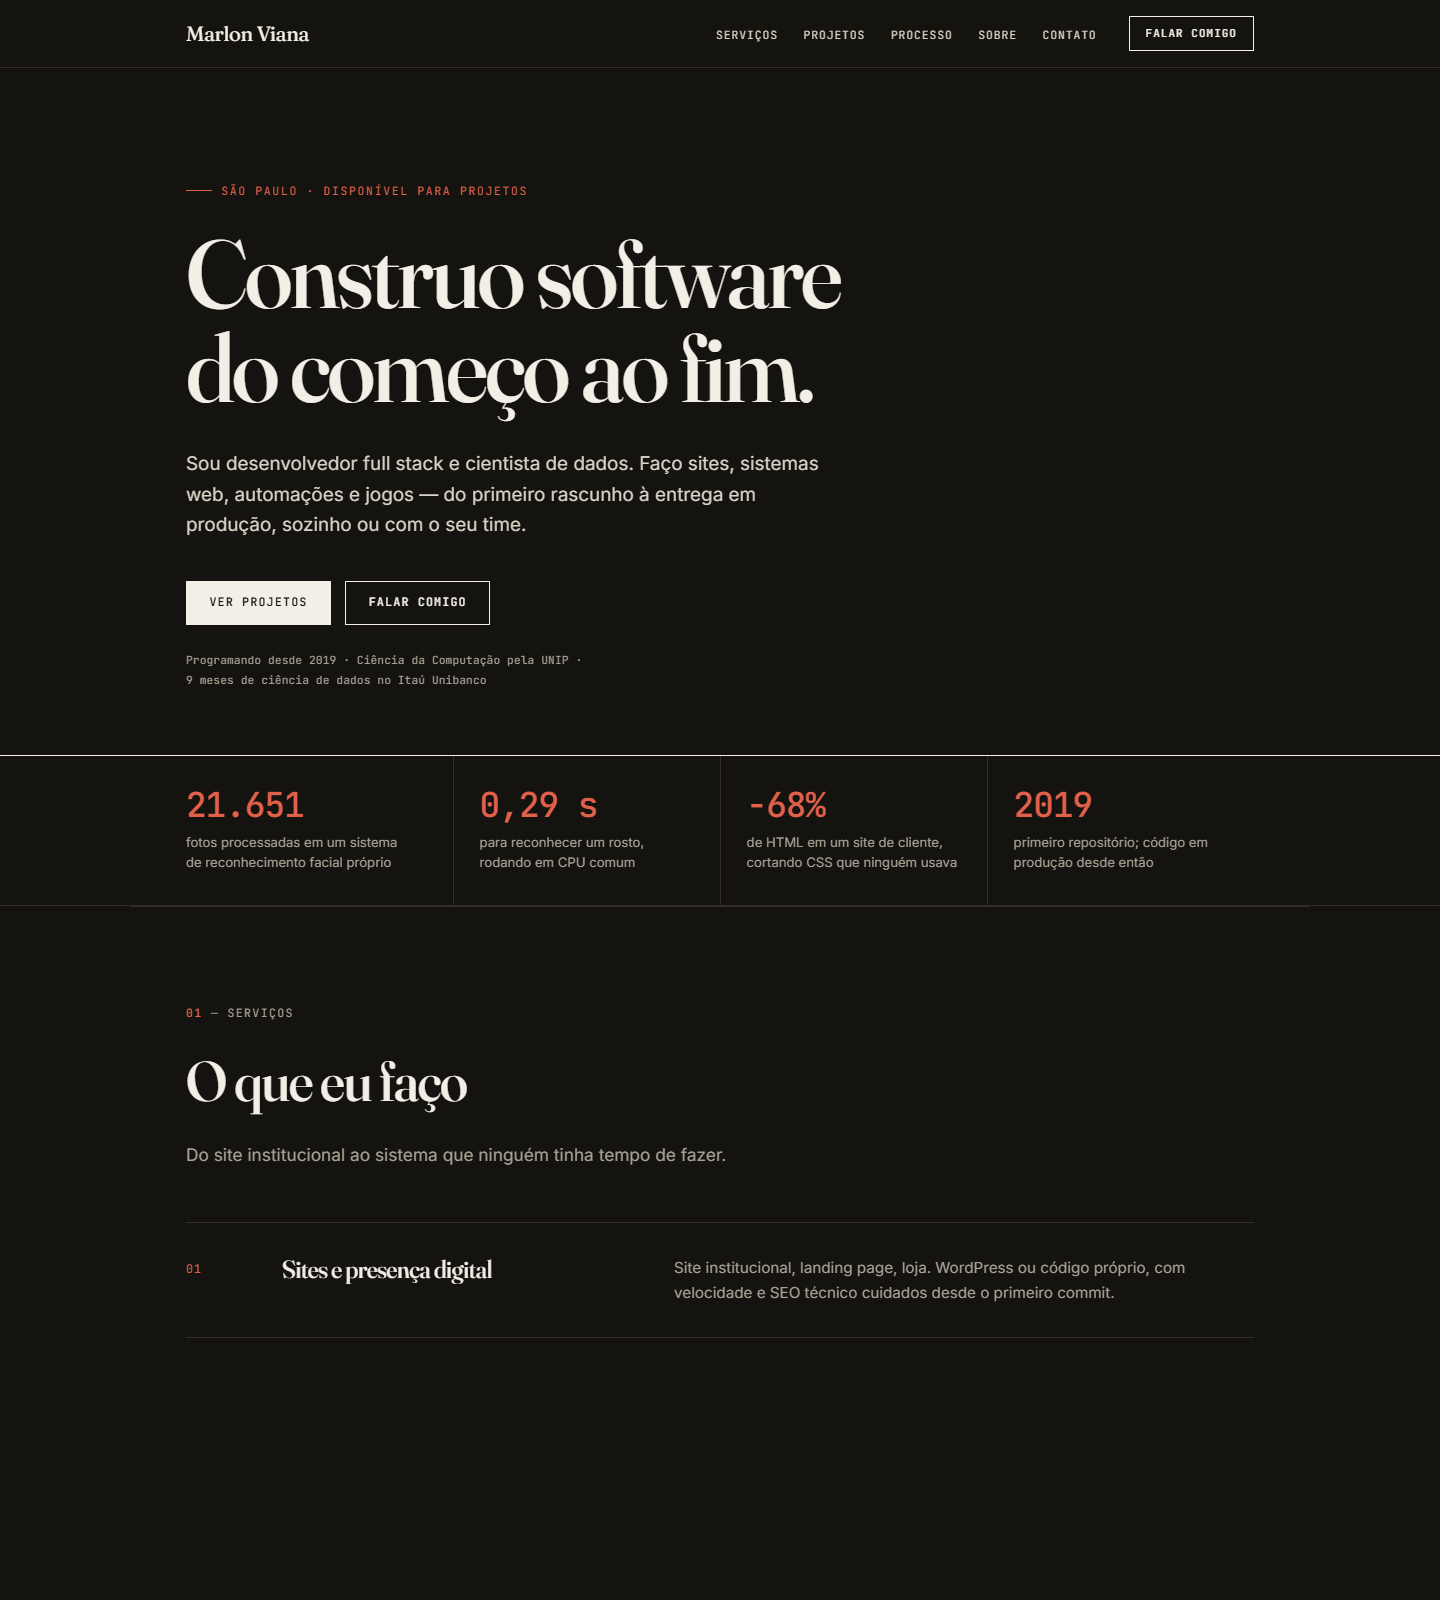 Marlon Viana
SERVIÇOS PROJETOS PROCESSO SOBRE CONTATO FALAR COMIGO
SÃO PAULO · DISPONÍVEL PARA PROJETOS
Construo software
do começo ao fim.
Sou desenvolvedor full stack e cientista de dados. Faço sites, sistemas
web, automações e jogos — do primeiro rascunho à entrega em
produção, sozinho ou com o seu time.
VER PROJETOS FALAR COMIGO
Programando desde 2019 · Ciência da Computação pela UNIP ·
9 meses de ciência de dados no Itaú Unibanco
21.651
fotos processadas em um sistema
de reconhecimento facial próprio
0,29 s
para reconhecer um rosto,
rodando em CPU comum
-68%
de HTML em um site de cliente,
cortando CSS que ninguém usava
2019
primeiro repositório; código em
produção desde então
01 — SERVIÇOS
O que eu faço
Do site institucional ao sistema que ninguém tinha tempo de fazer.
01
Sites e presença digital
Site institucional, landing page, loja. WordPress ou código próprio, com
velocidade e SEO técnico cuidados desde o primeiro commit.